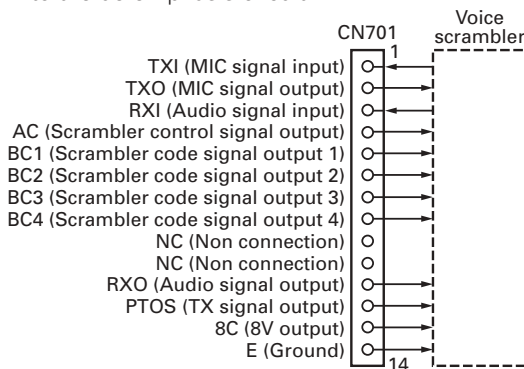 Voice
scrambler
CN701
1
TXI (MIC signal input)
TXO (MIC signal output)
RXI (Audio signal input)
AC (Scrambler control signal output)
BC1 (Scrambler code signal output 1)
BC2 (Scrambler code signal output 2)
BC3 (Scrambler code signal output 3)
BC4 (Scrambler code signal output 4)
NC (Non connection)
NC (Non connection)
RXO (Audio signal output)
PTOS (TX signal output)
8C (8V output)
E (Ground)
14